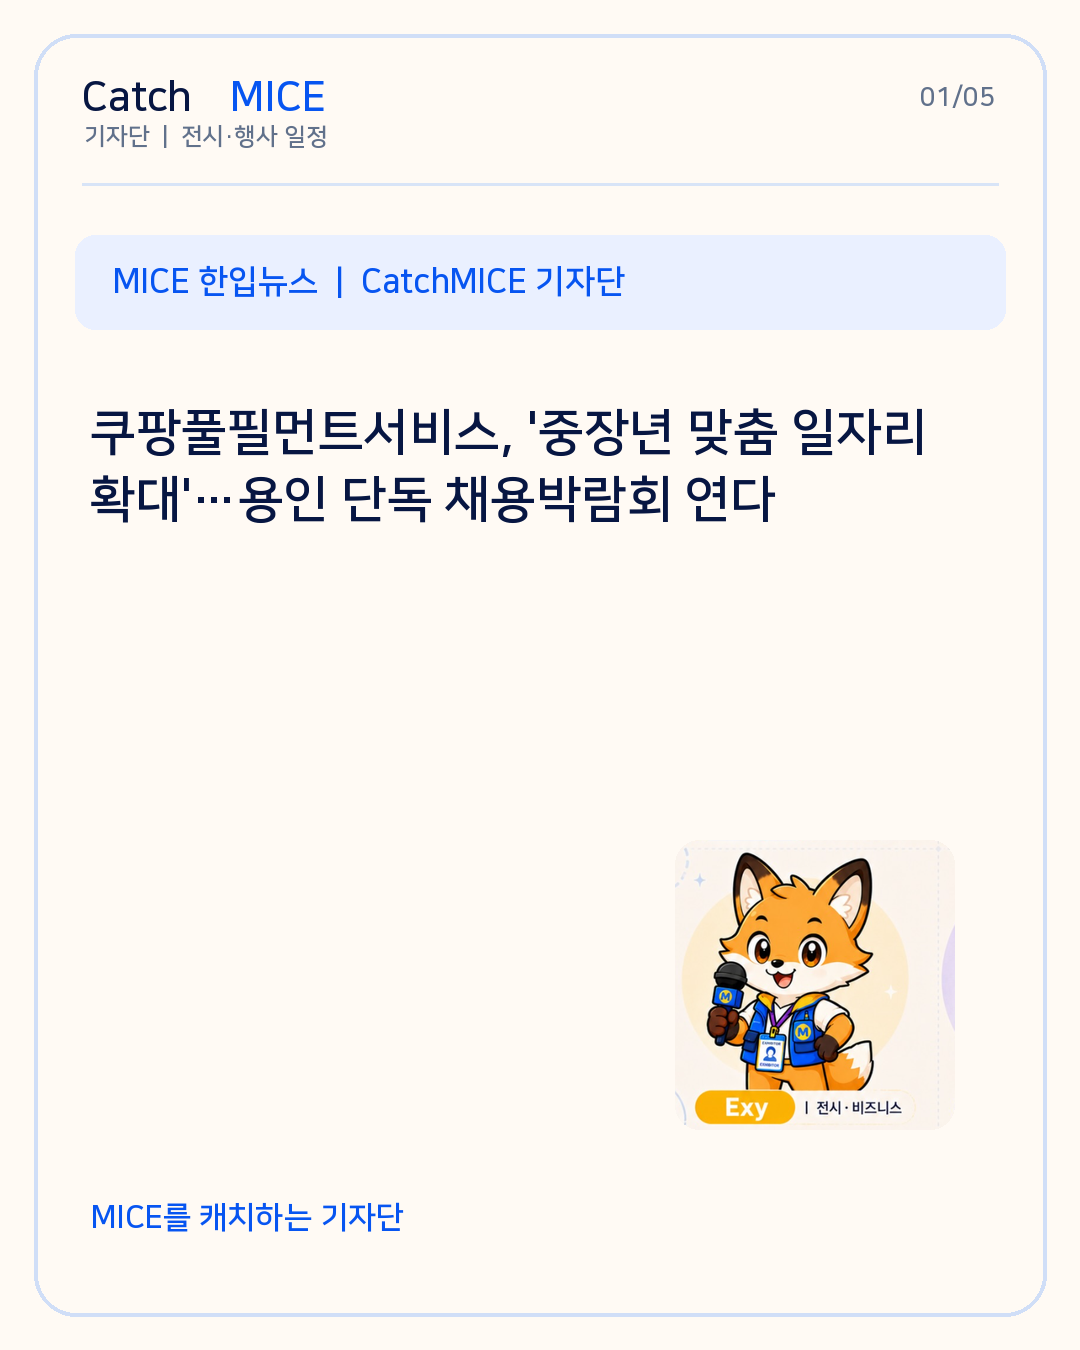 Catch MICE
01/05
기자단 | 전시·행사 일정
MICE 한입뉴스 | CatchMICE 기자단
쿠팡풀필먼트서비스, '중장년 맞춤 일자리
확대'…용인 단독 채용박람회 연다
M
M
EXHIBITOR
EXHIBITOR
Exy | 전시·비즈니스
MICE를 캐치하는 기자단